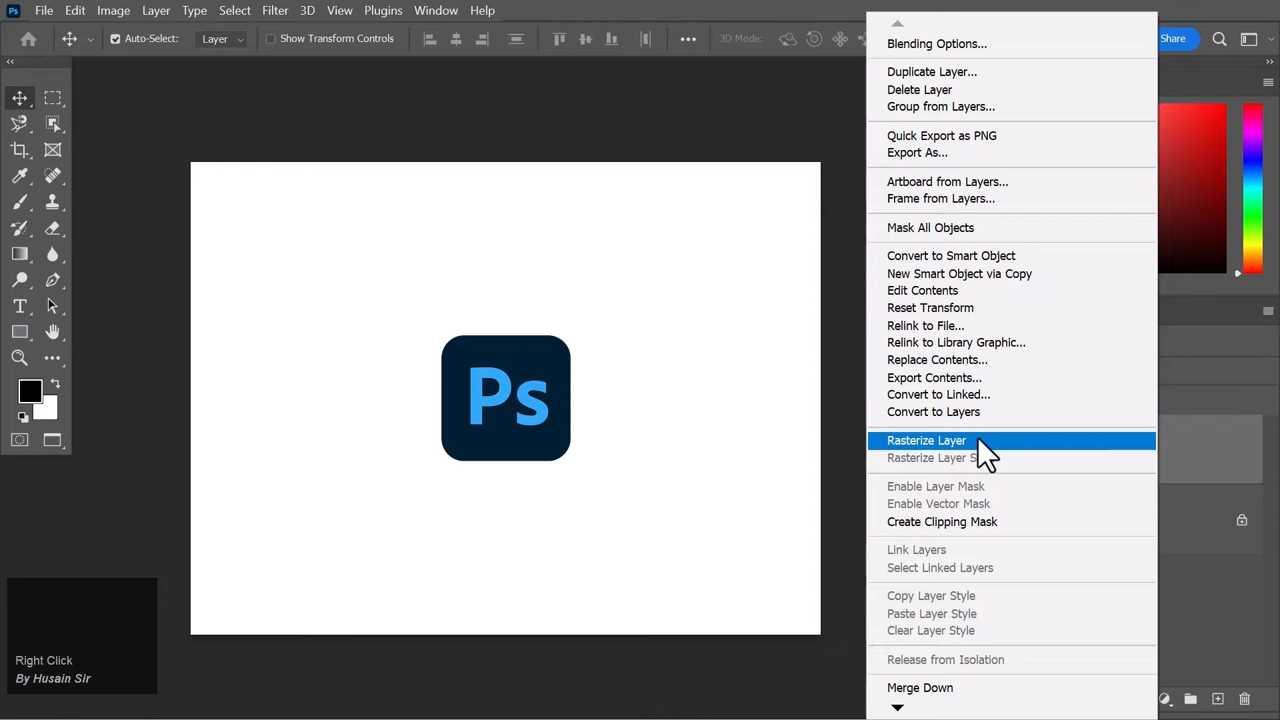 Ps File Edit Image Layer Type Select Filter 3D View Plugins Window Help
Auto-Select: Layer Show Transform Controls 3D Mode: Share
Blending Options...
Duplicate Layer...
Delete Layer
Group from Layers...
Quick Export as PNG
Export As...
Artboard from Layers...
Frame from Layers...
Mask All Objects
Convert to Smart Object
New Smart Object via Copy
Edit Contents
Reset Transform
Relink to File...
Relink to Library Graphic...
Replace Contents...
Export Contents...
Convert to Linked...
Convert to Layers
Rasterize Layer
Rasterize Layer
Enable Layer Mask
Enable Vector Mask
Create Clipping Mask
Link Layers
Select Linked Layers
Copy Layer Style
Paste Layer Style
Clear Layer Style
Release from Isolation
Merge Down
Ps
Right Click
By Husain Sir